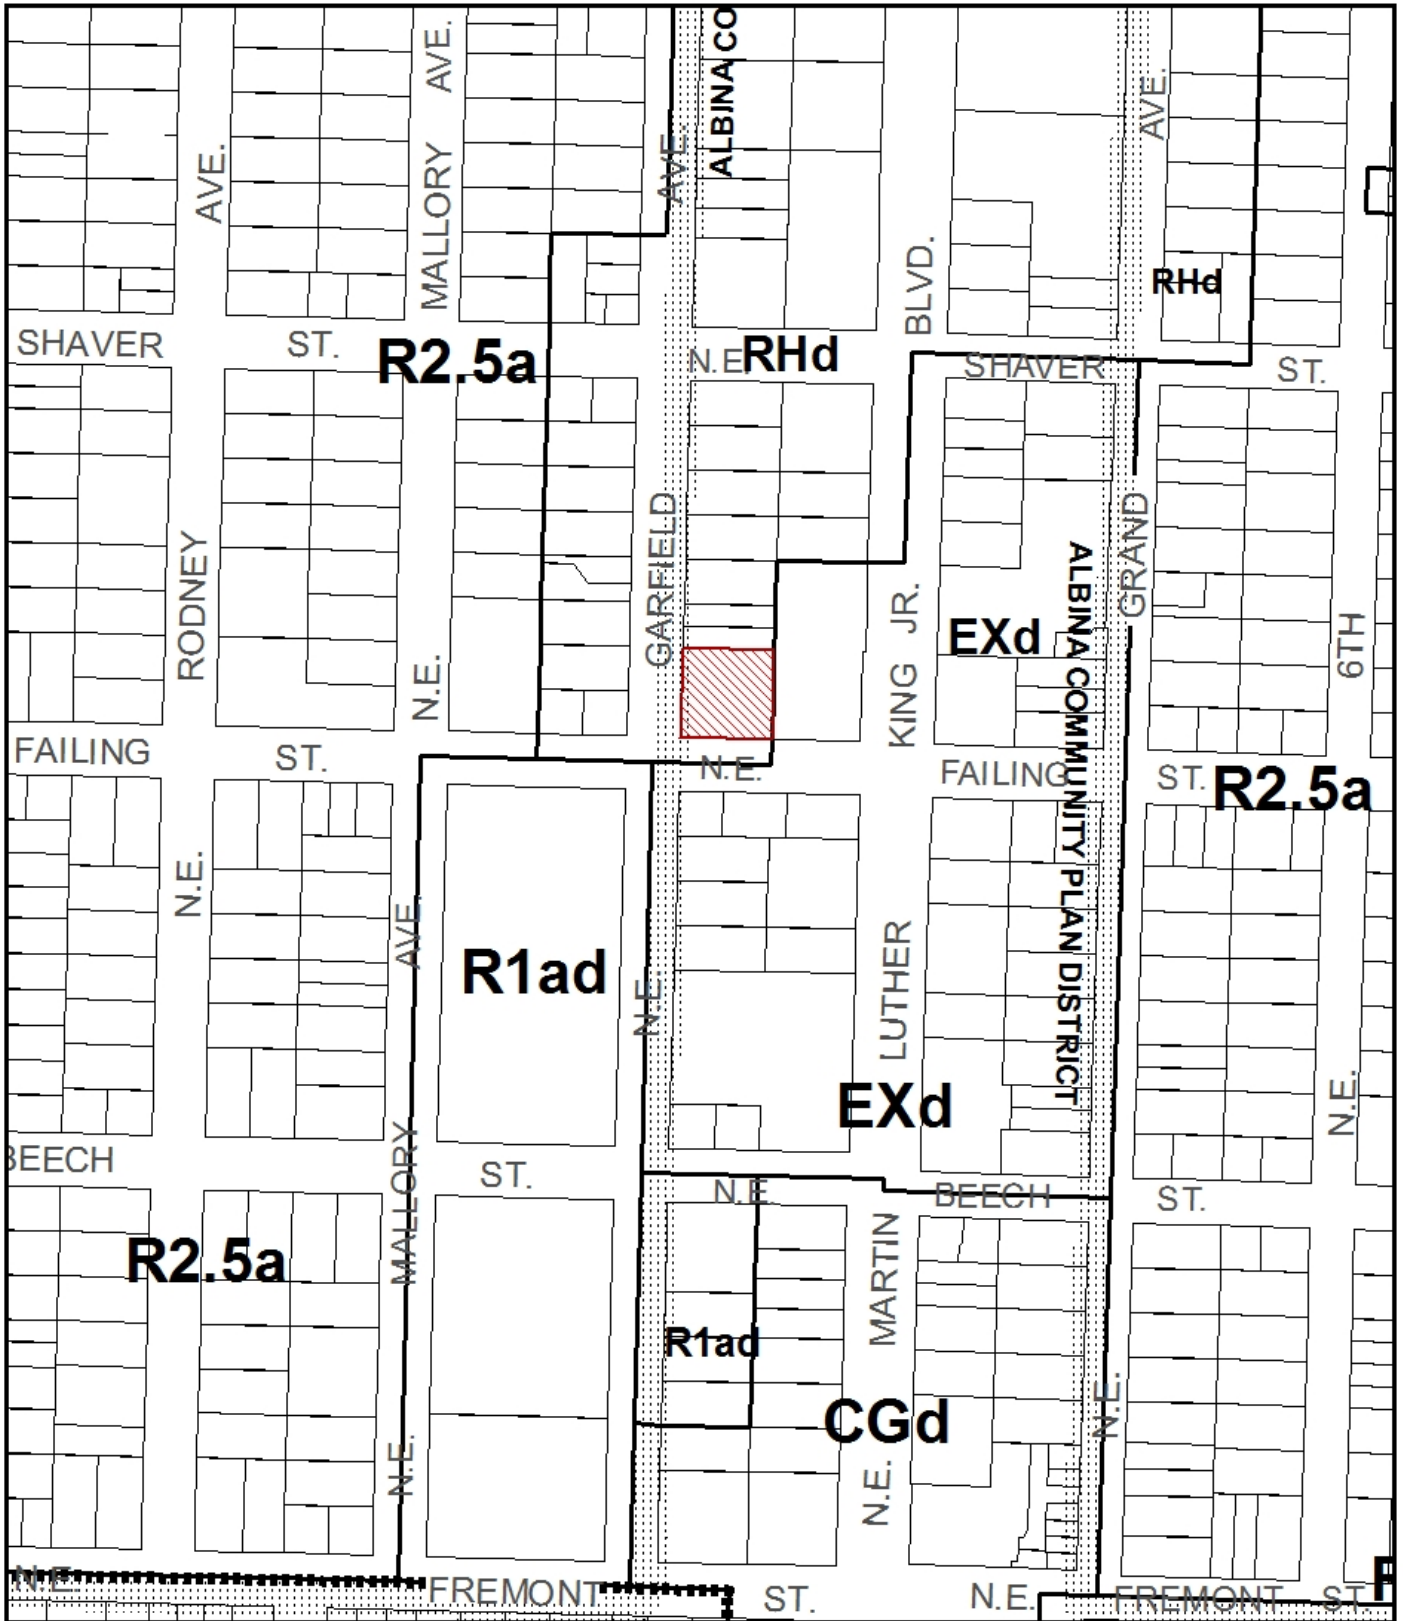 ALBINA CO
AVE.
AVE.
AVE.
AVE.
MALLORY
AVE.
BLVD.
RHd
SHAVER
ST.
R2.5a
N.E.
RHd
SHAVER
ST.
GARFIELD
GRAND
RODNEY
N.E.
KING JR.
EXd
ALBINA COMMUNITY PLAN DISTRICT
6TH
FAILING
ST.
N.E.
FAILING
ST.
R2.5a
N.E.
AVE.
R1ad
N.E.
LUTHER
EXd
N.E.
BEECH
MALLORY
ST.
N.E.
BEECH
ST.
R2.5a
MARTIN
R1ad
CGd
N.E.
N.E.
N.E.
N.E.
FREMONT
ST.
N.E.
FREMONT
ST.